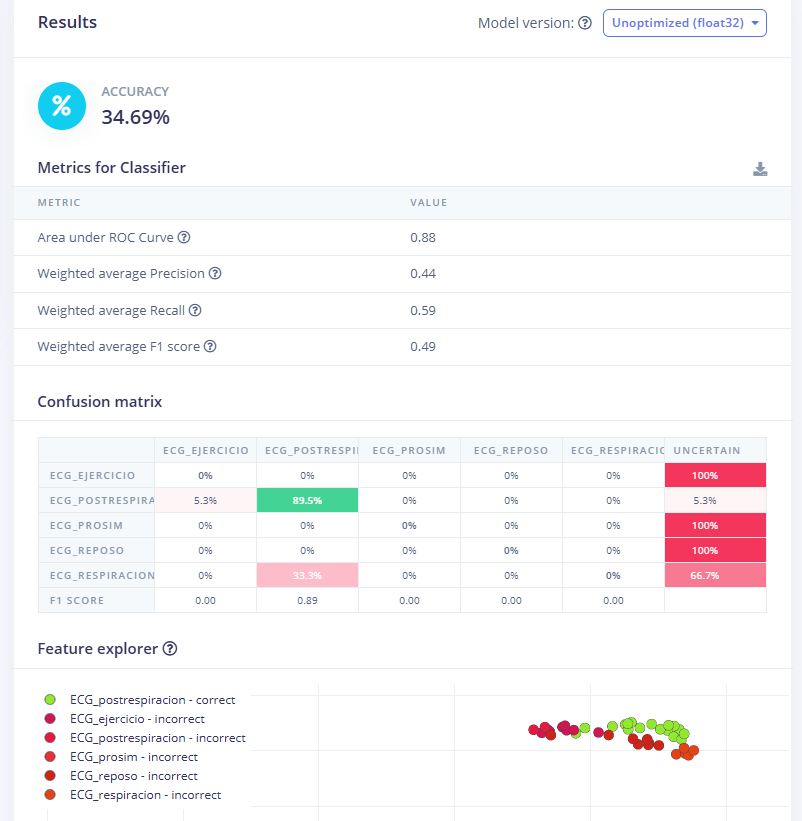 Results
Model version: Unoptimized (float32)
%
ACCURACY
34.69%
Metrics for Classifier
METRIC VALUE
Area under ROC Curve ? 0.88
Weighted average Precision ? 0.44
Weighted average Recall ? 0.59
Weighted average F1 score ? 0.49
Confusion matrix
ECG_EJERCICIO ECG_POSTRESPI ECG_PROSIM ECG_REPOSO ECG_RESPIRACIO UNCERTAIN
ECG_EJERCICIO 0% 0% 0% 0% 0% 100%
ECG_POSTRESPIRA 5.3% 89.5% 0% 0% 0% 5.3%
ECG_PROSIM 0% 0% 0% 0% 0% 100%
ECG_REPOSO 0% 0% 0% 0% 0% 100%
ECG_RESPIRACION 0% 33.3% 0% 0% 0% 66.7%
F1 SCORE 0.00 0.89 0.00 0.00 0.00
Feature explorer ?
ECG_postrespiracion - correct
ECG_ejercicio - incorrect
ECG_postrespiracion - incorrect
ECG_prosim - incorrect
ECG_reposo - incorrect
ECG_respiracion - incorrect